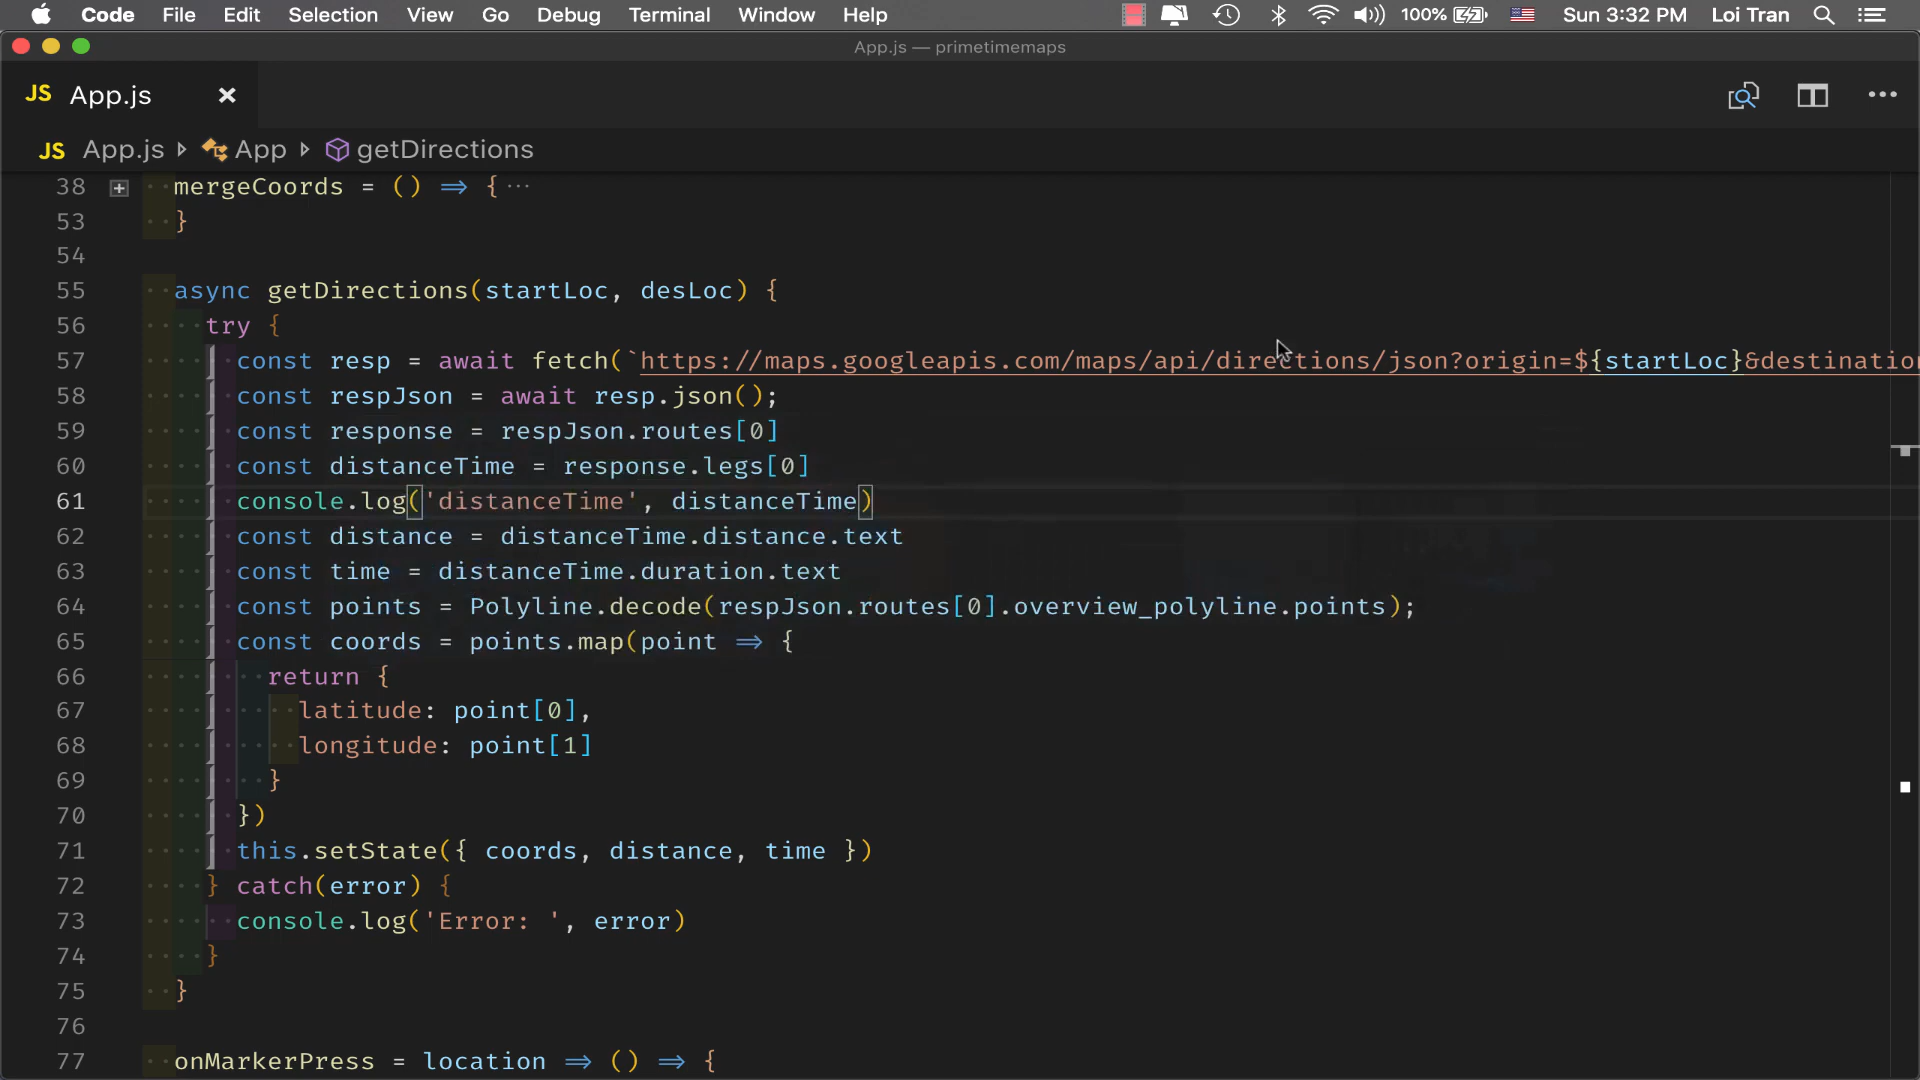 Code File Edit Selection View Go Debug Terminal Window Help 100% Sun 3:32 PM Loi Tran
App.js — primetimemaps
JS App.js ×
JS App.js App getDirections
38 mergeCoords = () ⇒ {···
53 }
54
55 async getDirections(startLoc, desLoc) {
56 try {
57 const resp = await fetch(`https://maps.googleapis.com/maps/api/directions/json?origin=${startLoc}&destination
58 const respJson = await resp.json();
59 const response = respJson.routes[0]
60 const distanceTime = response.legs[0]
61 console.log('distanceTime', distanceTime)
62 const distance = distanceTime.distance.text
63 const time = distanceTime.duration.text
64 const points = Polyline.decode(respJson.routes[0].overview_polyline.points);
65 const coords = points.map(point ⇒ {
66 return {
67 latitude: point[0],
68 longitude: point[1]
69 }
70 })
71 this.setState({ coords, distance, time })
72 } catch(error) {
73 console.log('Error: ', error)
74 }
75 }
76
77 onMarkerPress = location ⇒ () ⇒ {